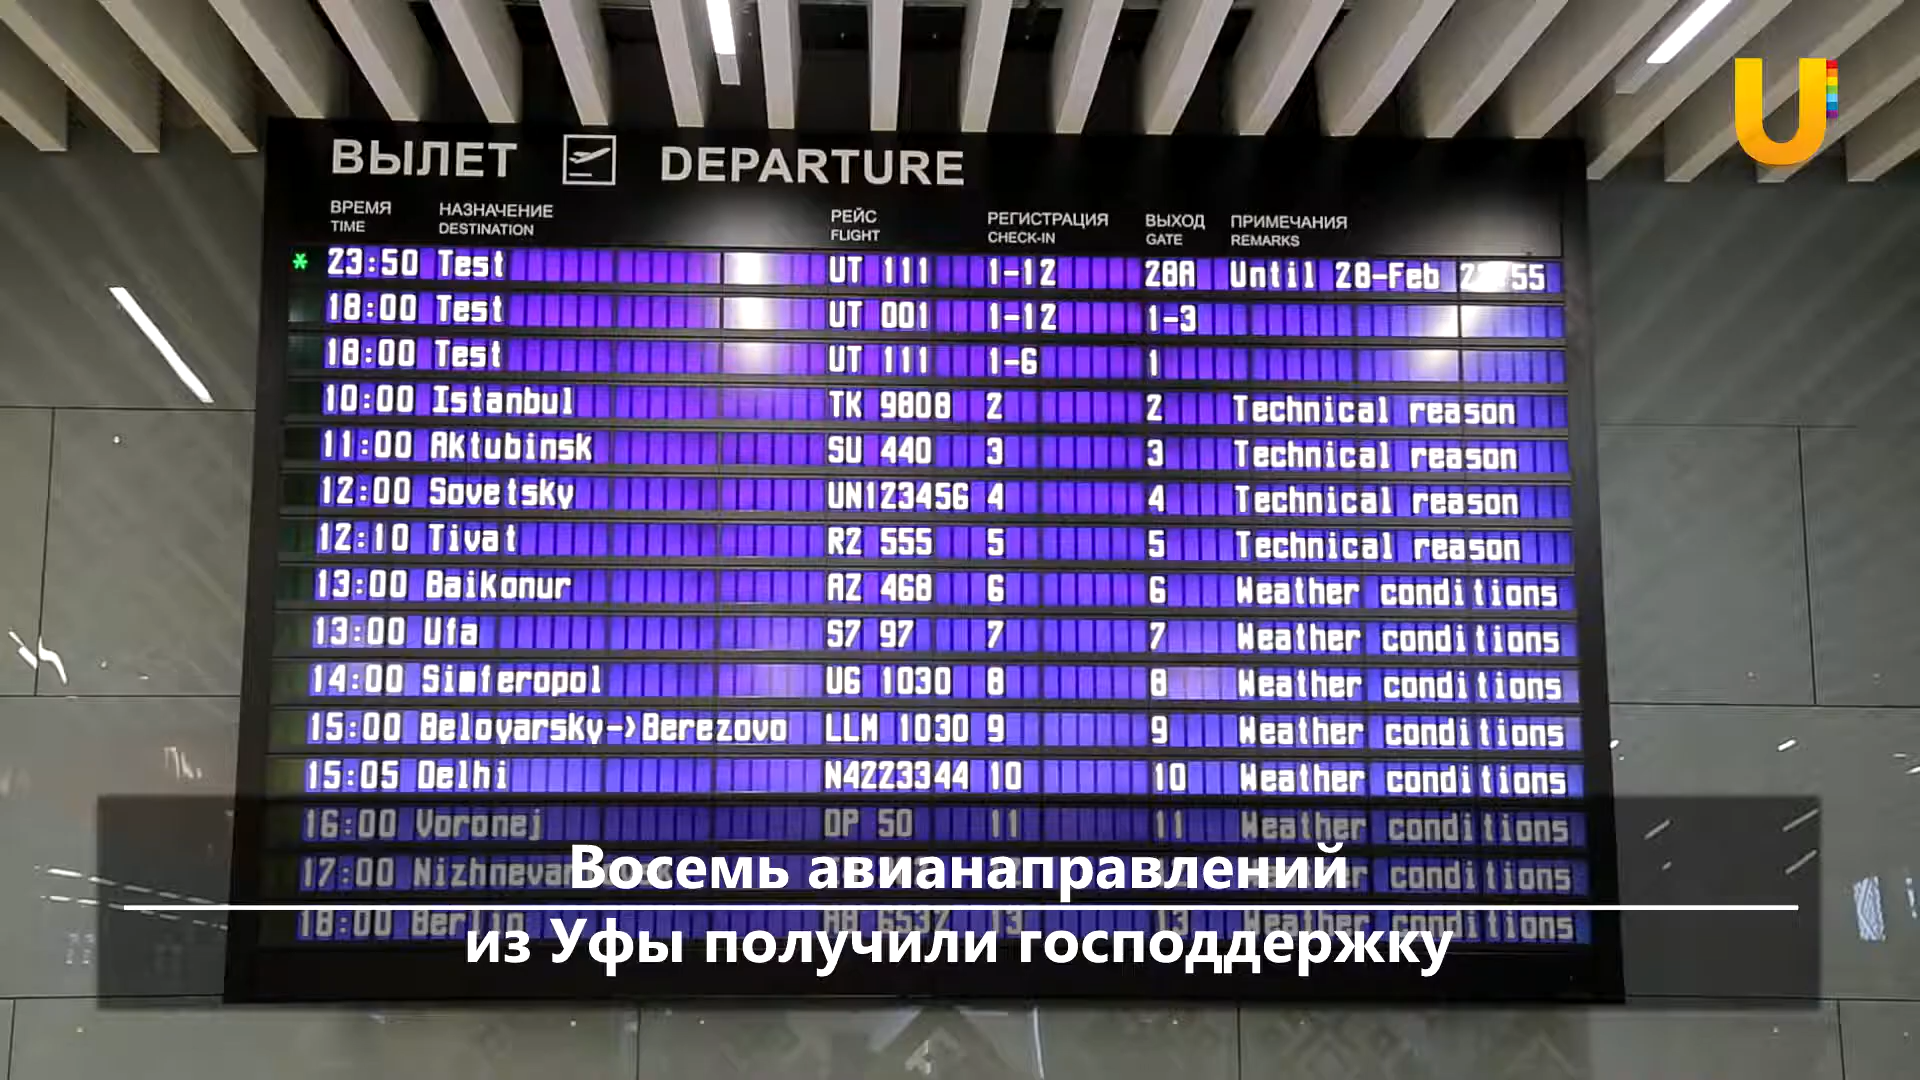 U
ВЫЛЕТ DEPARTURE
ВРЕМЯ НАЗНАЧЕНИЕ РЕЙС РЕГИСТРАЦИЯ ВЫХОД ПРИМЕЧАНИЯ
TIME DESTINATION FLIGHT CHECK-IN GATE REMARKS
* 23:50 Test UT 111 1-12 28A Until 28-Feb
18:00 Test UT 001 1-12 1-3
18:00 Test UT 111 1-6 1
10:00 Istanbul TK 9808 2 2 Technical reason
11:00 Aktubinsk SU 440 3 3 Technical reason
12:00 Sovetsky UN123456 4 4 Technical reason
12:10 Tivat R2 555 5 5 Technical reason
13:00 Baikonur AZ 468 6 6 Weather conditions
13:00 Ufa S7 97 7 7 Weather conditions
14:00 Simferopol U6 1030 8 8 Weather conditions
15:00 Beloyarsky->Berezovo LLM 1030 9 9 Weather conditions
15:05 Delhi N4223344 10 10 Weather conditions
16:00 Voronej DP 50 11 11 Weather conditions
17:00 conditions
Восемь авианаправлений
18:00 Berlin 13 13 Weather conditions
из Уфы получили господдержку